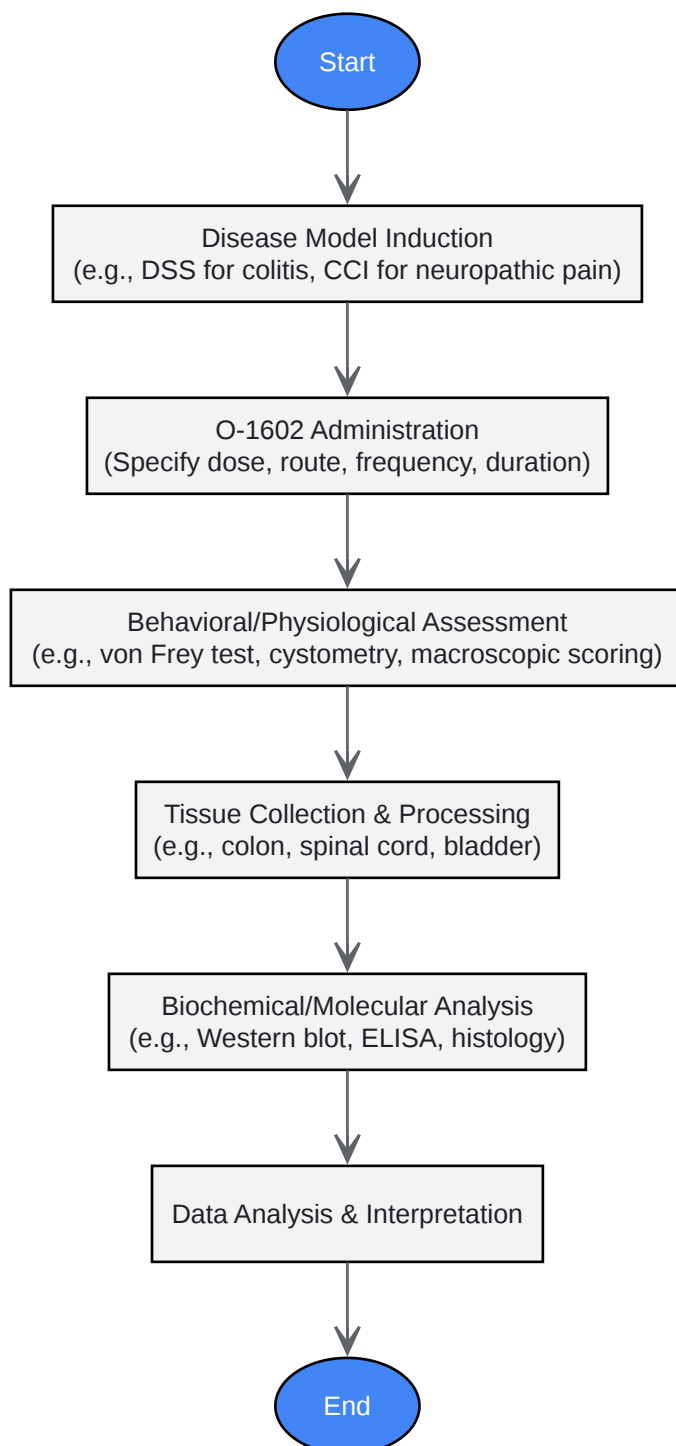 Start
Disease Model Induction
(e.g., DSS for colitis, CCI for neuropathic pain)
O-1602 Administration
(Specify dose, route, frequency, duration)
Behavioral/Physiological Assessment
(e.g., von Frey test, cystometry, macroscopic scoring)
Tissue Collection & Processing
(e.g., colon, spinal cord, bladder)
Biochemical/Molecular Analysis
(e.g., Western blot, ELISA, histology)
Data Analysis & Interpretation
End